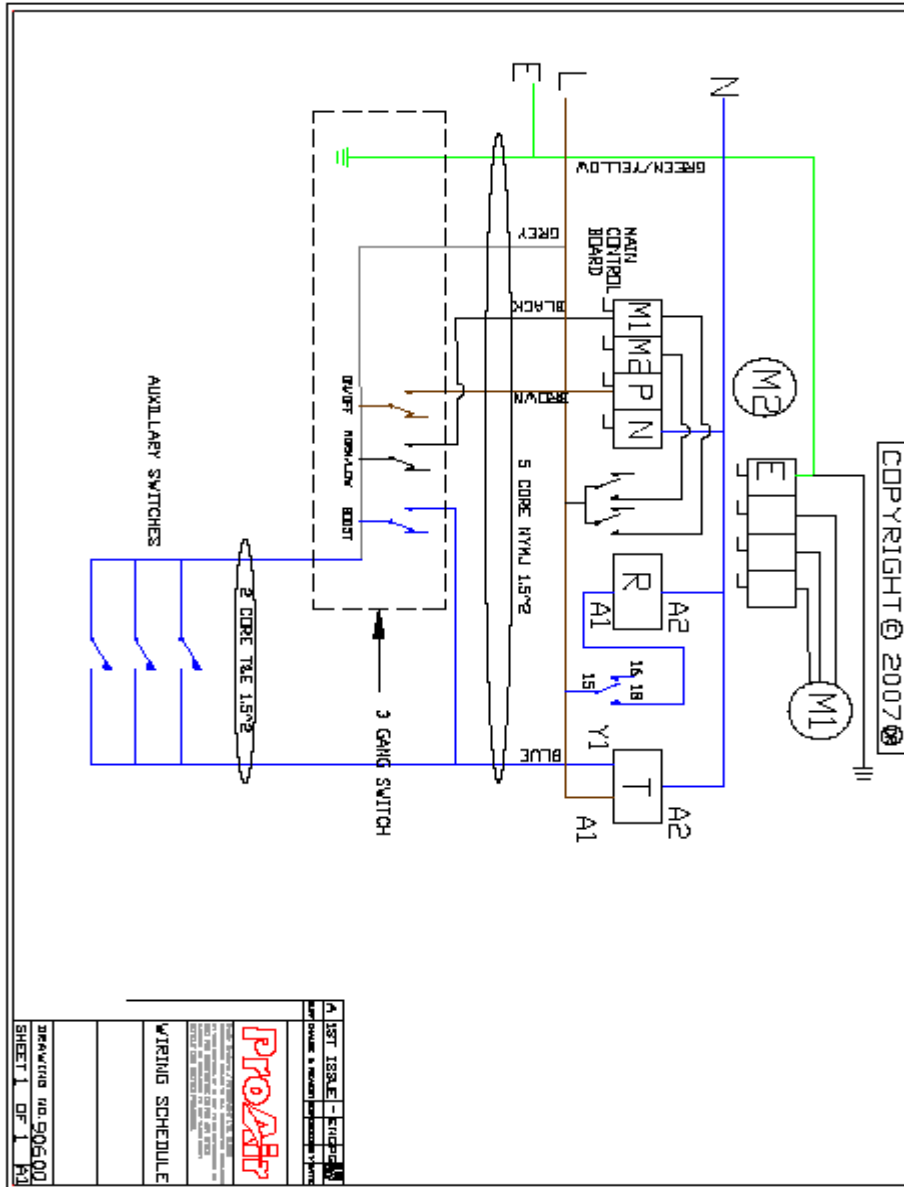 COPYRIGHT © 2007
N
L
E
GREEN/YELLOW
GREY
MAIN
CONTROL
BOARD
BLACK
M1
M2
P
N
BROWN
M2
E
M1
ON/OFF
NORM/LOW
BOOST
5 CORE NYMJ 1.5^2
R
A1
A2
16
18
15
Y1
BLUE
T
A1
A2
AUXILLARY SWITCHES
2 CORE T&E 1.5^2
3 GANG SWITCH
A 1ST ISSUE -
ProAir
WIRING SCHEDULE
DRAWING NO. 90600
SHEET 1 OF 1 A1